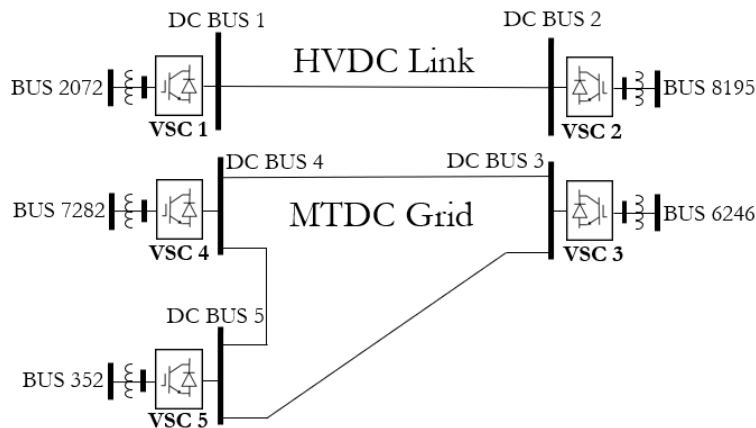 DC BUS 1
DC BUS 2
HVDC Link
BUS 2072
BUS 8195
VSC 1
VSC 2
DC BUS 4
DC BUS 3
MTDC Grid
BUS 7282
BUS 6246
VSC 4
VSC 3
DC BUS 5
BUS 352
VSC 5